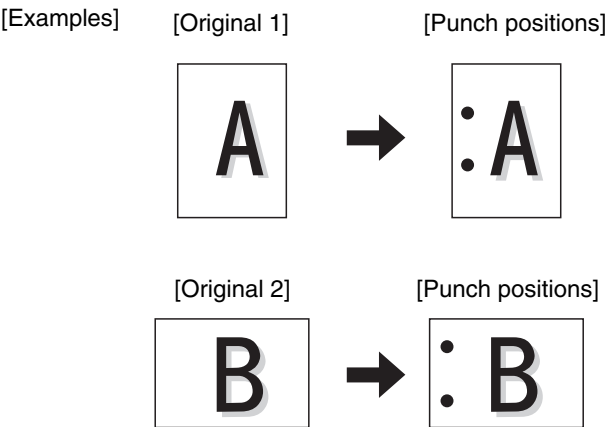 [Examples] [Original 1] [Punch positions]
A A
[Original 2] [Punch positions]
B B